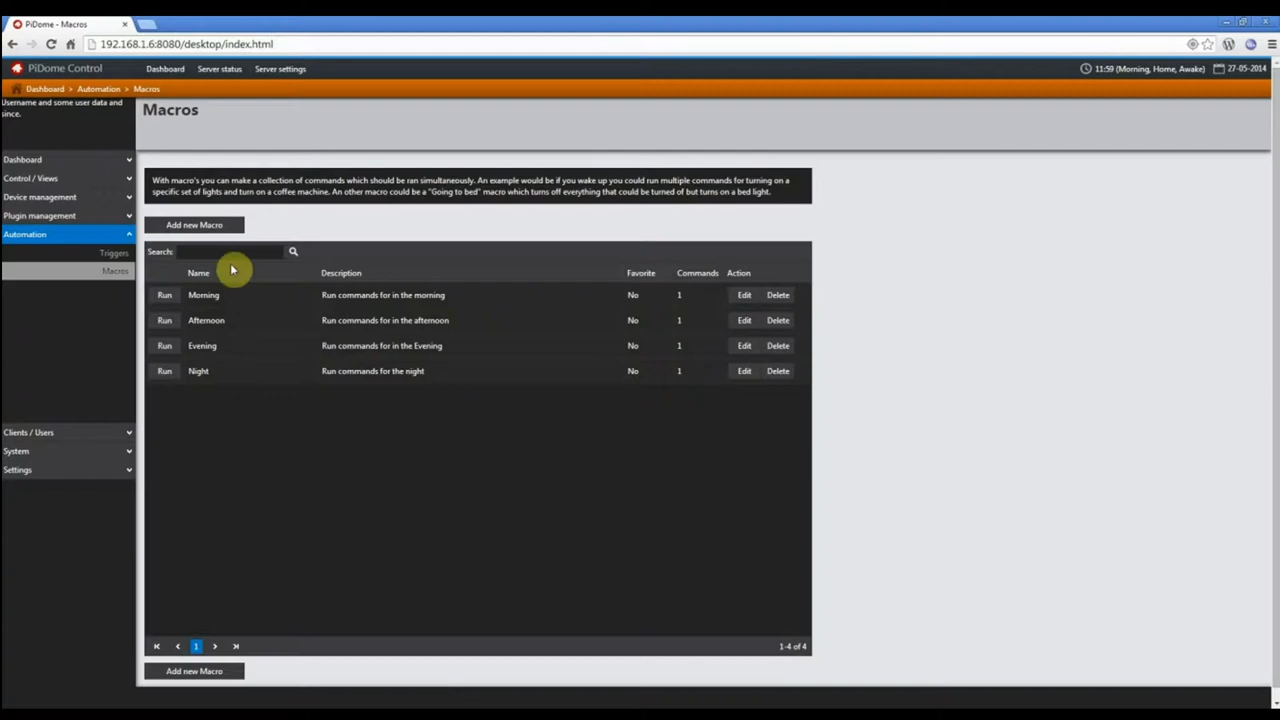 PiDome - Macros
192.168.1.6:8080/desktop/index.html
PiDome Control Dashboard Server status Server settings 11:59 (Morning, Home, Awake) 27-05-2014
Dashboard > Automation > Macros
Username and some user data and
since.
Macros
Dashboard
Control / Views
Device management
Plugin management
Automation
Triggers
Macros
Clients / Users
System
Settings
With macro's you can make a collection of commands which should be ran simultaneously. An example would be if you wake up you could run multiple commands for turning on a
specific set of lights and turn on a coffee machine. An other macro could be a "Going to bed" macro which turns off everything that could be turned of but turns on a bed light.
Add new Macro
Search:
Name Description Favorite Commands Action
Run Morning Run commands for in the morning No 1 Edit Delete
Run Afternoon Run commands for in the afternoon No 1 Edit Delete
Run Evening Run commands for in the Evening No 1 Edit Delete
Run Night Run commands for the night No 1 Edit Delete
1 1-4 of 4
Add new Macro